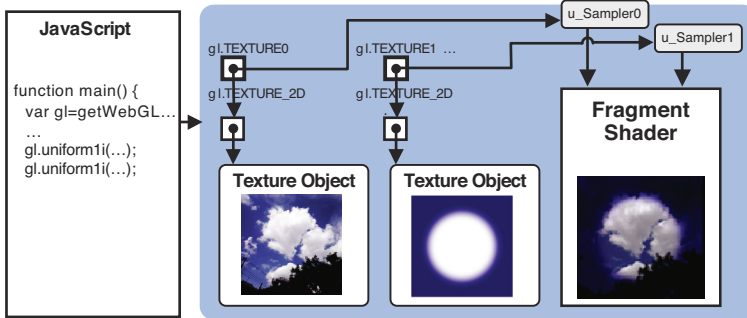 JavaScript
function main() {
var gl=getWebGL…
…
gl.uniform1i(…);
gl.uniform1i(…);
u_Sampler0
u_Sampler1
gl.TEXTURE0
gl.TEXTURE1 …
gl.TEXTURE_2D
gl.TEXTURE_2D
Texture Object
Texture Object
Fragment
Shader